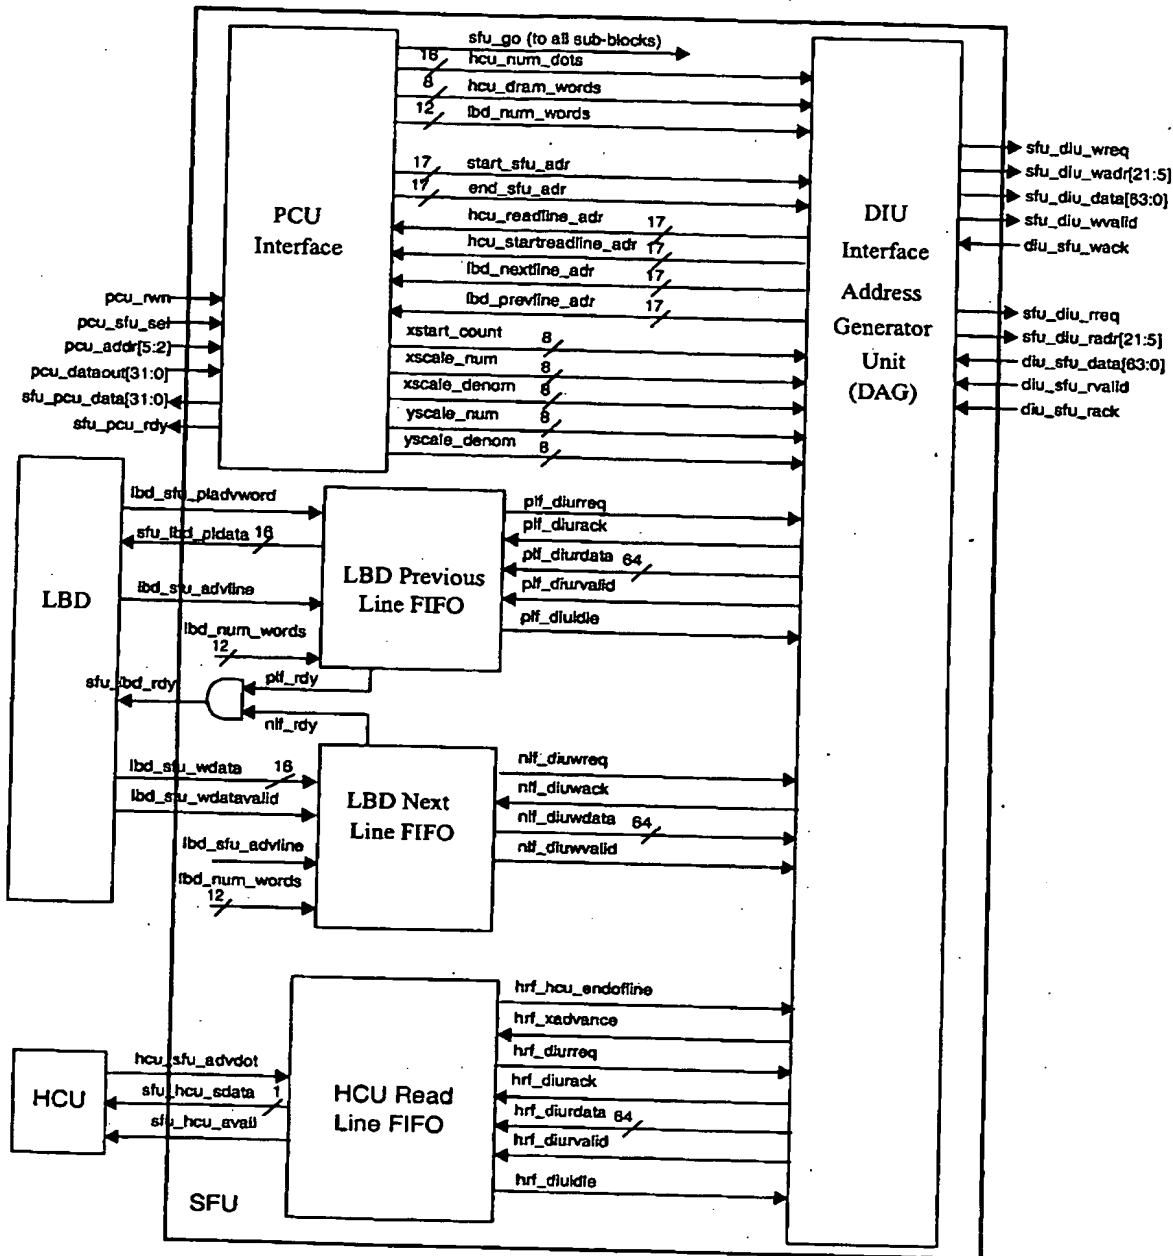 sfu_go (to all sub-blocks)
16 hcu_num_dots
8 hcu_dram_words
12 lbd_num_words
17 start_sfu_adr
17 end_sfu_adr
hcu_readline_adr 17
hcu_startreadline_adr 17
lbd_nextline_adr 17
lbd_prevline_adr 17
xstart_count 8
xscale_num 8
xscale_denom 8
yscale_num 8
yscale_denom 8
PCU
Interface
DIU
Interface
Address
Generator
Unit
(DAG)
sfu_diu_wreq
sfu_diu_wadr[21:5]
sfu_diu_data[63:0]
sfu_diu_wvalid
diu_sfu_wack
sfu_diu_rreq
sfu_diu_radr[21:5]
diu_sfu_data[63:0]
diu_sfu_rvalid
diu_sfu_rack
pcu_rwn
pcu_sfu_sel
pcu_addr[5:2]
pcu_dataout[31:0]
sfu_pcu_data[31:0]
sfu_pcu_rdy
LBD
lbd_sfu_pladvword
sfu_lbd_pldata 16
lbd_sfu_advline
lbd_num_words
12
LBD Previous
Line FIFO
plf_diurreq
plf_diurack
plf_diurdata 64
plf_diurvalid
plf_diuidle
sfu_lbd_rdy
plf_rdy
nlf_rdy
lbd_sfu_wdata 16
lbd_sfu_wdatavalid
lbd_sfu_advline
lbd_num_words
12
LBD Next
Line FIFO
nlf_diuwreq
nlf_diuwack
nlf_diuwdata 64
nlf_diuwvalid
HCU
hcu_sfu_advdot
sfu_hcu_sdata 1
sfu_hcu_avail
HCU Read
Line FIFO
hrf_hcu_endofline
hrf_xadvance
hrf_diurreq
hrf_diurack
hrf_diurdata 64
hrf_diurvalid
hrf_diuidle
SFU